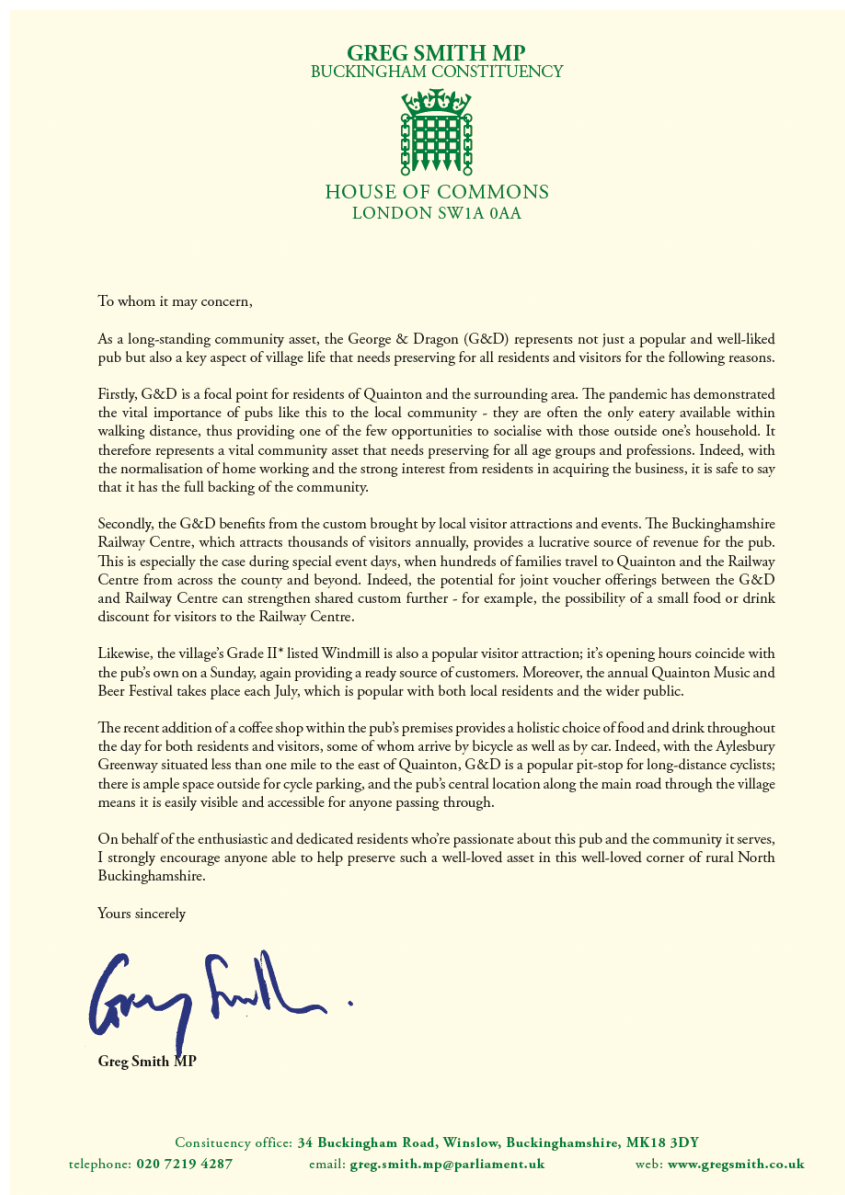 GREG SMITH MP
BUCKINGHAM CONSTITUENCY
HOUSE OF COMMONS
LONDON SW1A 0AA
To whom it may concern,
As a long-standing community asset, the George & Dragon (G&D) represents not just a popular and well-liked
pub but also a key aspect of village life that needs preserving for all residents and visitors for the following reasons.
Firstly, G&D is a focal point for residents of Quainton and the surrounding area. The pandemic has demonstrated
the vital importance of pubs like this to the local community - they are often the only eatery available within
walking distance, thus providing one of the few opportunities to socialise with those outside one's household. It
therefore represents a vital community asset that needs preserving for all age groups and professions. Indeed, with
the normalisation of home working and the strong interest from residents in acquiring the business, it is safe to say
that it has the full backing of the community.
Secondly, the G&D benefits from the custom brought by local visitor attractions and events. The Buckinghamshire
Railway Centre, which attracts thousands of visitors annually, provides a lucrative source of revenue for the pub.
This is especially the case during special event days, when hundreds of families travel to Quainton and the Railway
Centre from across the county and beyond. Indeed, the potential for joint voucher offerings between the G&D
and Railway Centre can strengthen shared custom further - for example, the possibility of a small food or drink
discount for visitors to the Railway Centre.
Likewise, the village's Grade II* listed Windmill is also a popular visitor attraction; it's opening hours coincide with
the pub's own on a Sunday, again providing a ready source of customers. Moreover, the annual Quainton Music and
Beer Festival takes place each July, which is popular with both local residents and the wider public.
The recent addition of a coffee shop within the pub's premises provides a holistic choice of food and drink throughout
the day for both residents and visitors, some of whom arrive by bicycle as well as by car. Indeed, with the Aylesbury
Greenway situated less than one mile to the east of Quainton, G&D is a popular pit-stop for long-distance cyclists;
there is ample space outside for cycle parking, and the pub's central location along the main road through the village
means it is easily visible and accessible for anyone passing through.
On behalf of the enthusiastic and dedicated residents who're passionate about this pub and the community it serves,
I strongly encourage anyone able to help preserve such a well-loved asset in this well-loved corner of rural North
Buckinghamshire.
Yours sincerely
Greg Smith.
Greg Smith MP
Consituency office: 34 Buckingham Road, Winslow, Buckinghamshire, MK18 3DY
telephone: 020 7219 4287 email: greg.smith.mp@parliament.uk web: www.gregsmith.co.uk